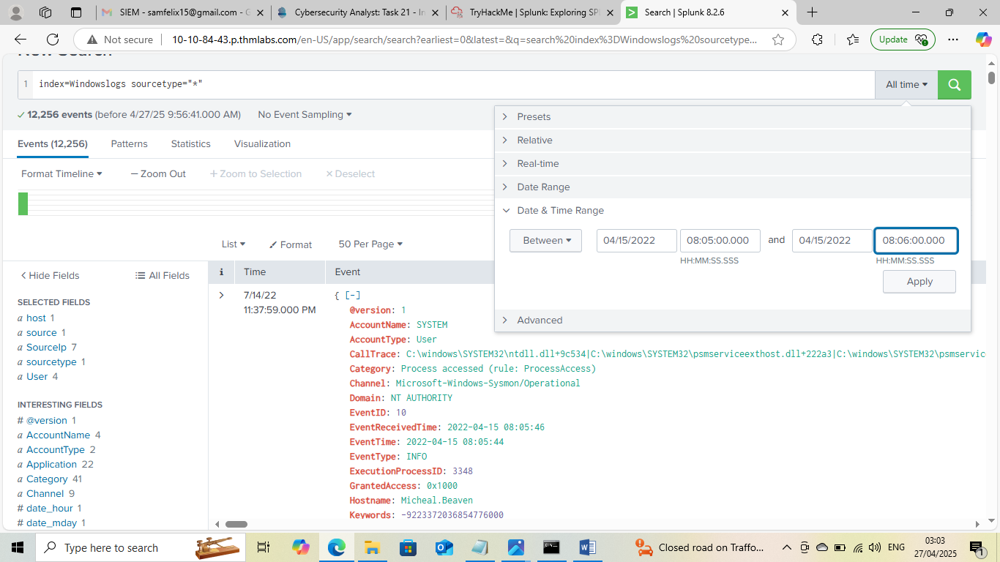 SIEM - samfelix15@gmail.com - G
Cybersecurity Analyst: Task 21 - In
TryHackMe | Splunk: Exploring SP
Search | Splunk 8.2.6
Not secure
10-10-84-43.p.thmlabs.com/en-US/app/search/search?earliest=0&latest=&q=search%20index%3DWindowslogs%20sourcetype...
Update
New Search
1
index=Windowslogs sourcetype="*"
All time
12,256 events (before 4/27/25 9:56:41.000 AM)
No Event Sampling
Presets
Relative
Real-time
Date Range
Date & Time Range
Between
04/15/2022
08:05:00.000
and
04/15/2022
08:06:00.000
HH:MM:SS.SSS
HH:MM:SS.SSS
Apply
Advanced
Events (12,256)
Patterns
Statistics
Visualization
Format Timeline
— Zoom Out
+ Zoom to Selection
× Deselect
List
Format
50 Per Page
< Hide Fields
All Fields
i
Time
Event
SELECTED FIELDS
a host 1
a source 1
a SourceIp 7
a sourcetype 1
a User 4
INTERESTING FIELDS
# @version 1
a AccountName 4
a AccountType 2
a Application 22
a Category 41
a Channel 9
# date_hour 1
# date_mday 1
7/14/22
11:37:59.000 PM
{ [-]
@version: 1
AccountName: SYSTEM
AccountType: User
CallTrace: C:\windows\SYSTEM32\ntdll.dll+9c534|C:\windows\SYSTEM32\psmserviceexthost.dll+222a3|C:\windows\SYSTEM32\psmservic
Category: Process accessed (rule: ProcessAccess)
Channel: Microsoft-Windows-Sysmon/Operational
Domain: NT AUTHORITY
EventID: 10
EventReceivedTime: 2022-04-15 08:05:46
EventTime: 2022-04-15 08:05:44
EventType: INFO
ExecutionProcessID: 3348
GrantedAccess: 0x1000
Hostname: Micheal.Beaven
Keywords: -9223372036854776000
Type here to search
Closed road on Traffo...
ENG
03:03
27/04/2025
1